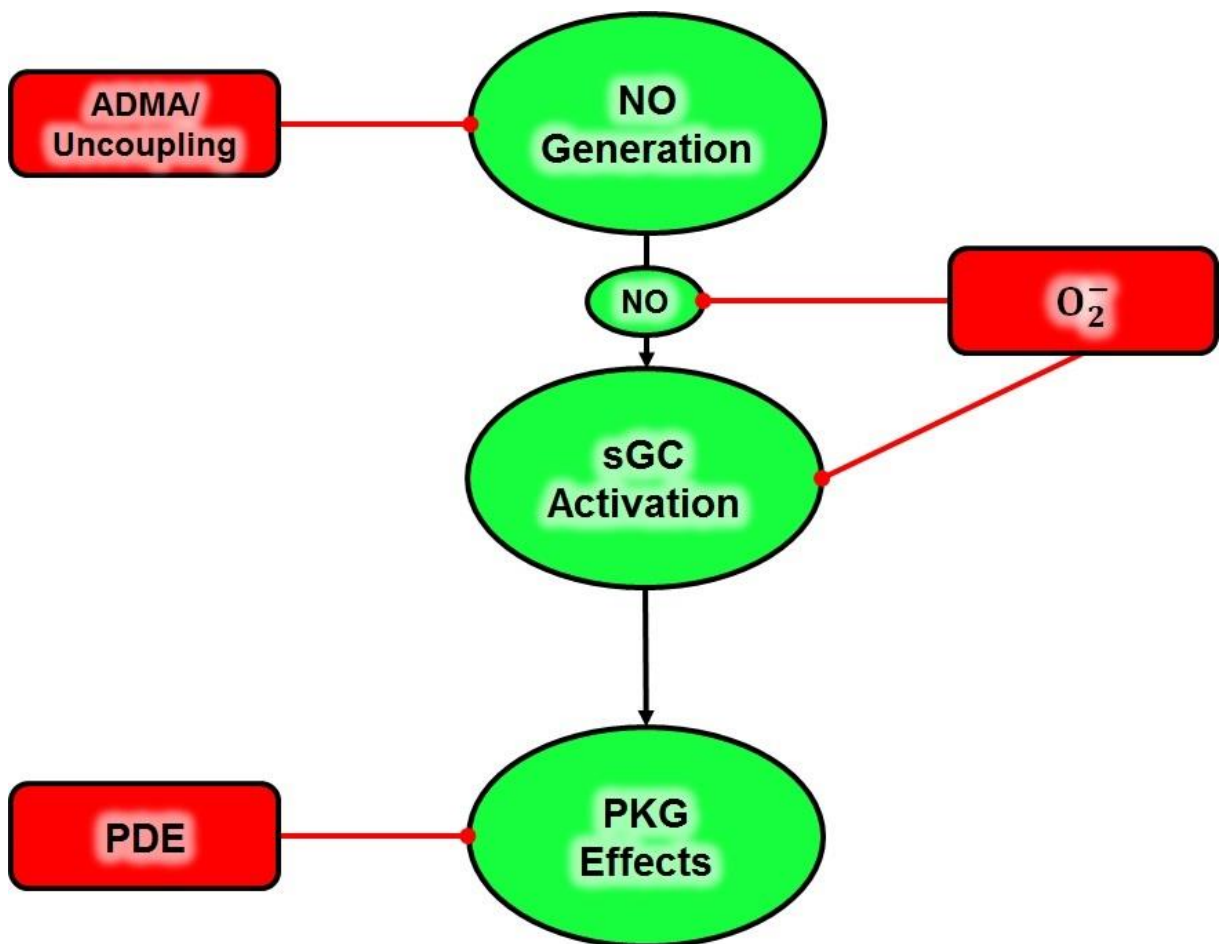 ADMA/
Uncoupling
NO
Generation
NO
O₂⁻
sGC
Activation
PDE
PKG
Effects